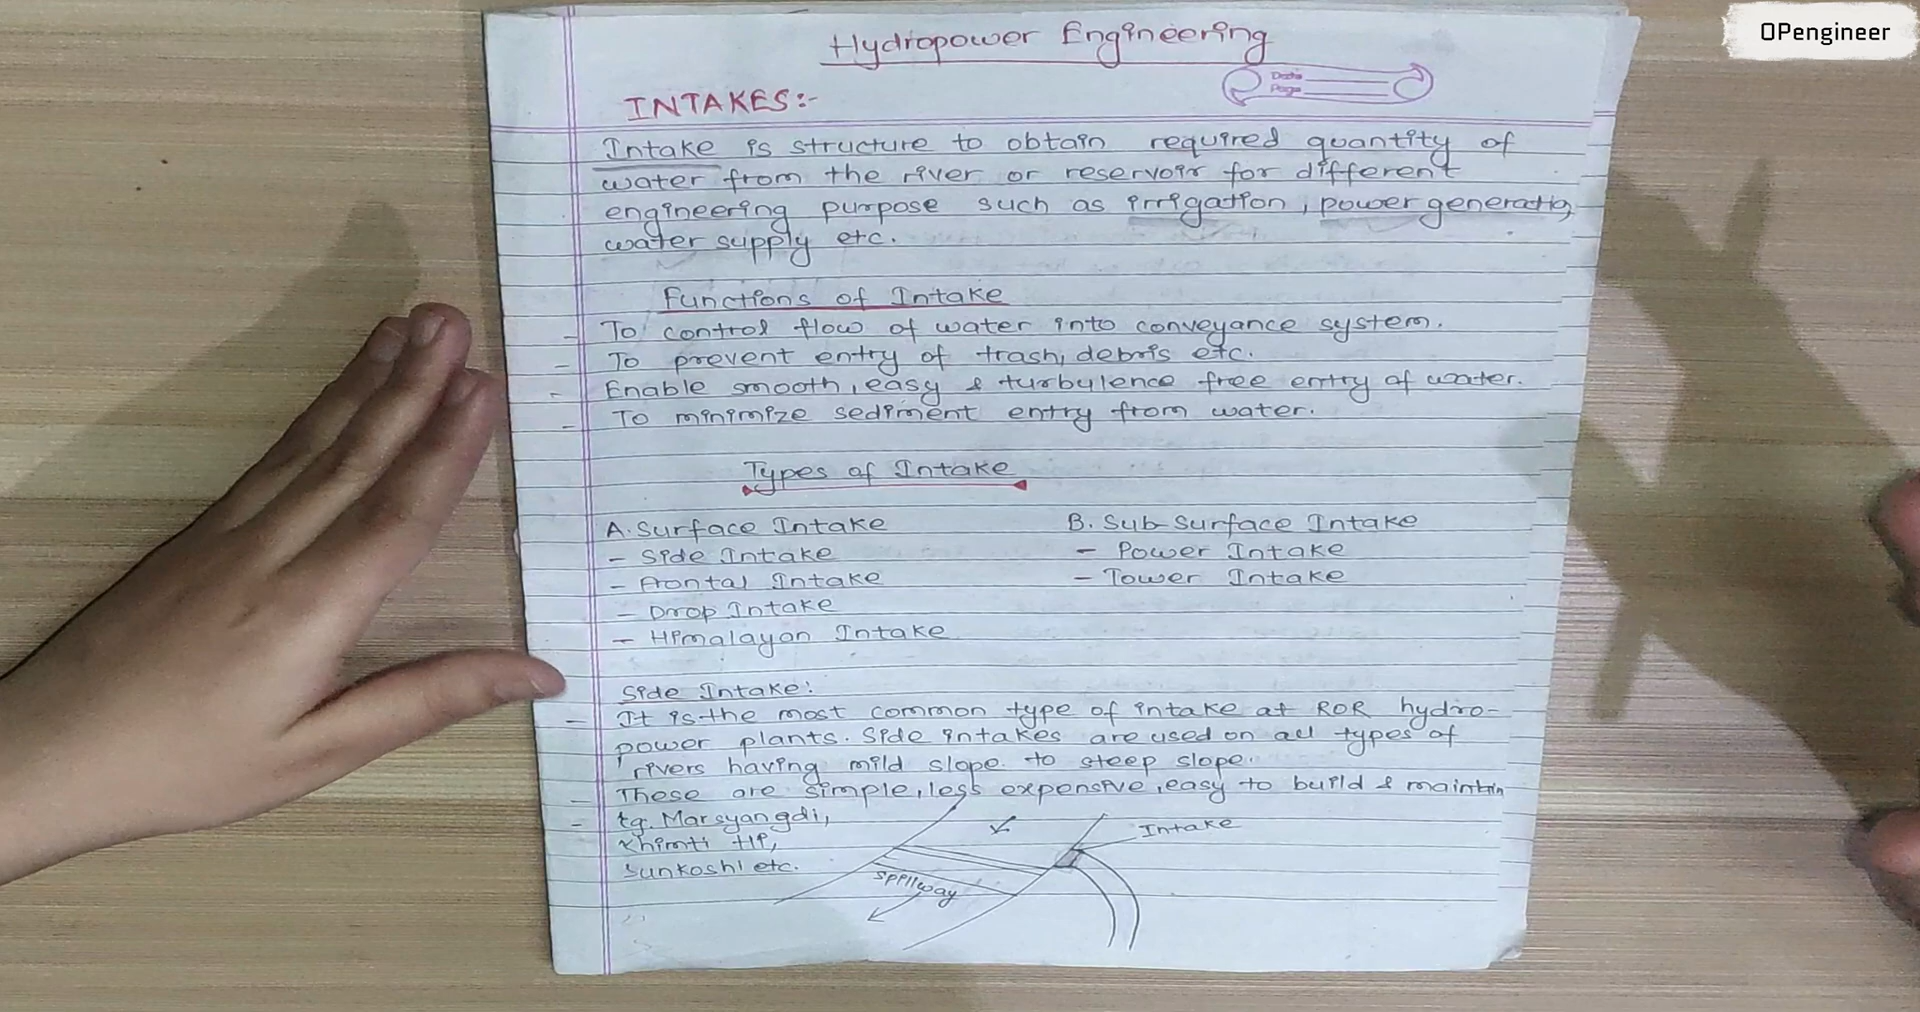 OPengineer
Hydropower Engineering
Date
Page
INTAKES:-
Intake is structure to obtain required quantity of
water from the river or reservoir for different
engineering purpose such as irrigation, power generation,
water supply etc.
Functions of Intake
- To control flow of water into conveyance system.
- To prevent entry of trash, debris etc.
- Enable smooth, easy & turbulence free entry of water.
- To minimize sediment entry from water.
Types of Intake
A. Surface Intake
- Side Intake
- Frontal Intake
- Drop Intake
- Himalayan Intake
B. Sub Surface Intake
- Power Intake
- Tower Intake
Side Intake:
- It is the most common type of intake at ROR hydro-
power plants. Side intakes are used on all types of
rivers having mild slope to steep slope.
- These are simple, less expensive, easy to build & maintain
- Eg. Marsyangdi,
Khimti HP,
Sunkoshi etc.
Intake
Spillway